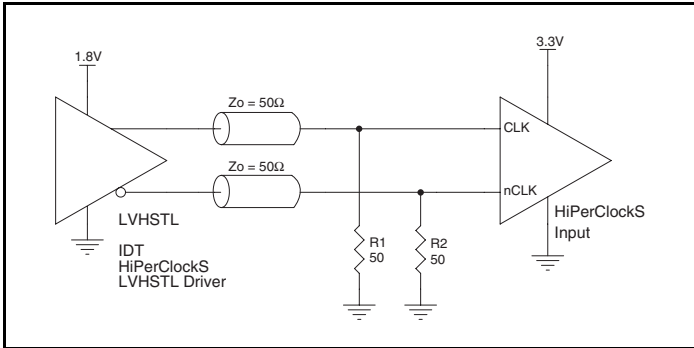 1.8V
3.3V
Zo = 50Ω
CLK
Zo = 50Ω
nCLK
LVHSTL
IDT
HiPerClockS
LVHSTL Driver
R1
50
R2
50
HiPerClockS
Input